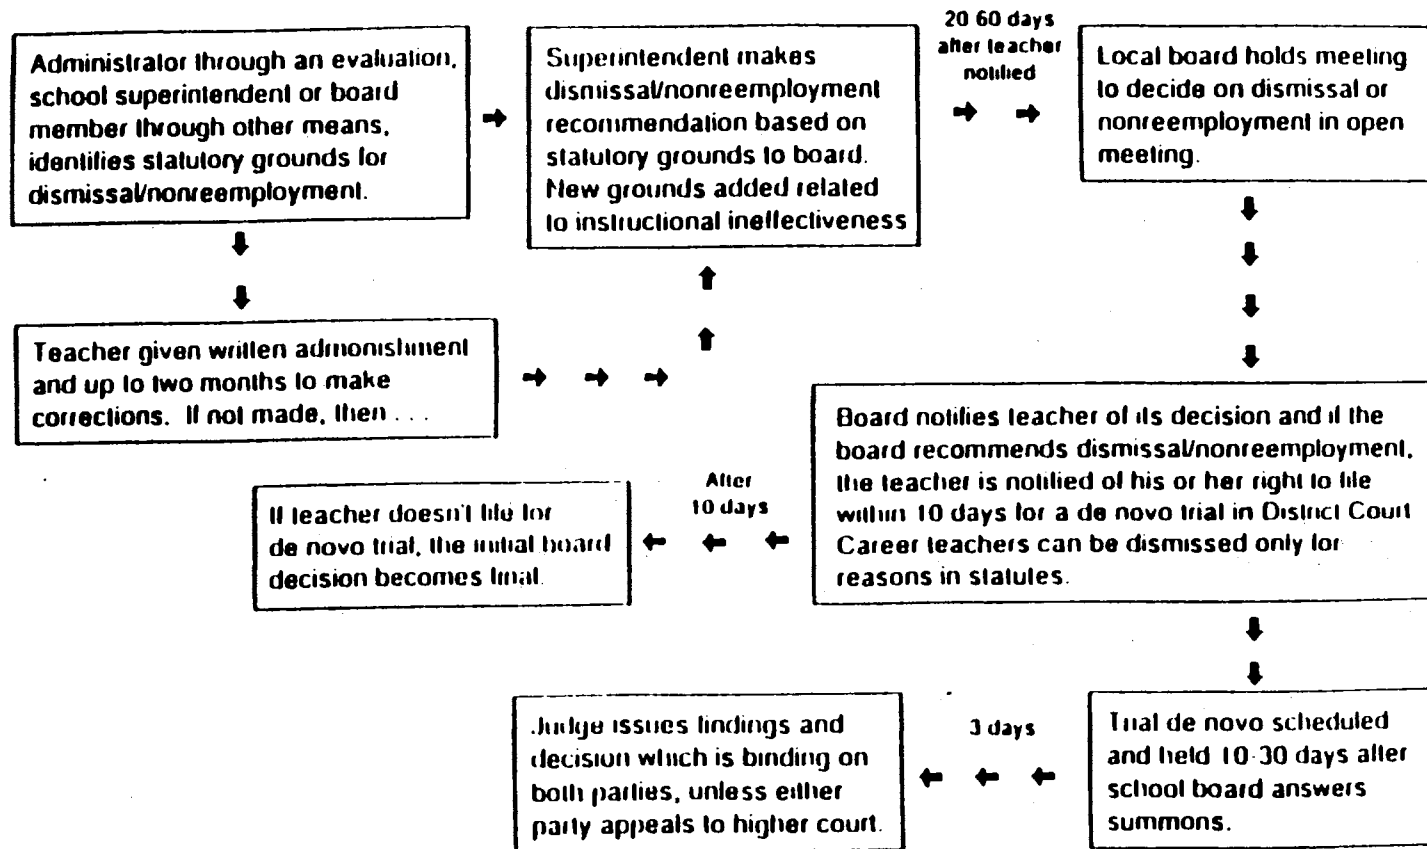 Administrator through an evaluation,
school superintendent or board
member through other means,
identifies statutory grounds for
dismissal/nonreemployment.
Superintendent makes
dismissal/nonreemployment
recommendation based on
statutory grounds to board.
New grounds added related
to instructional ineffectiveness
20 60 days
after teacher
notified
Local board holds meeting
to decide on dismissal or
nonreemployment in open
meeting.
Teacher given written admonishment
and up to two months to make
corrections. If not made, then . . .
Board notifies teacher of its decision and if the
board recommends dismissal/nonreemployment,
the teacher is notified of his or her right to file
within 10 days for a de novo trial in District Court
Career teachers can be dismissed only for
reasons in statutes.
After
10 days
If teacher doesn't file for
de novo trial, the initial board
decision becomes final.
Trial de novo scheduled
and held 10-30 days after
school board answers
summons.
3 days
Judge issues findings and
decision which is binding on
both parties, unless either
party appeals to higher court.